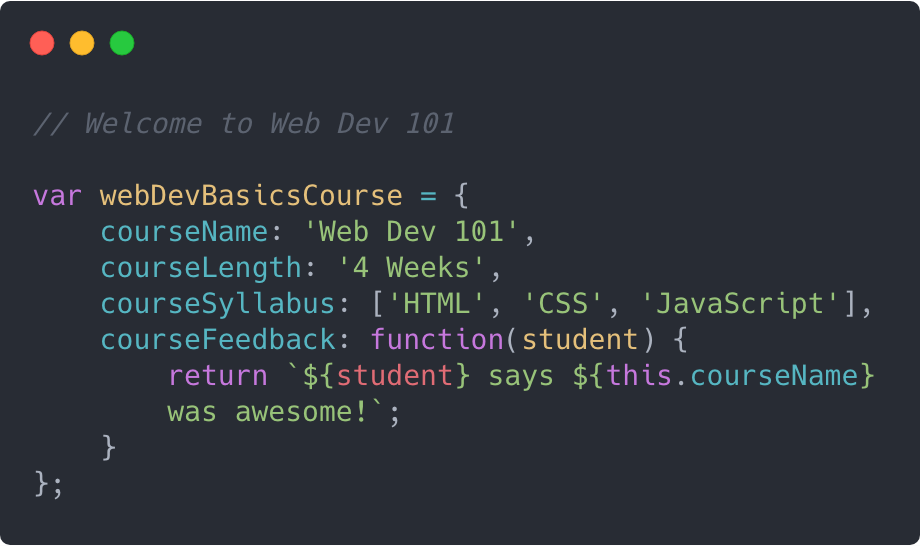 // Welcome to Web Dev 101
var webDevBasicsCourse = {
    courseName: 'Web Dev 101',
    courseLength: '4 Weeks',
    courseSyllabus: ['HTML', 'CSS', 'JavaScript'],
    courseFeedback: function(student) {
        return `${student} says ${this.courseName}
        was awesome!`;
    }
};